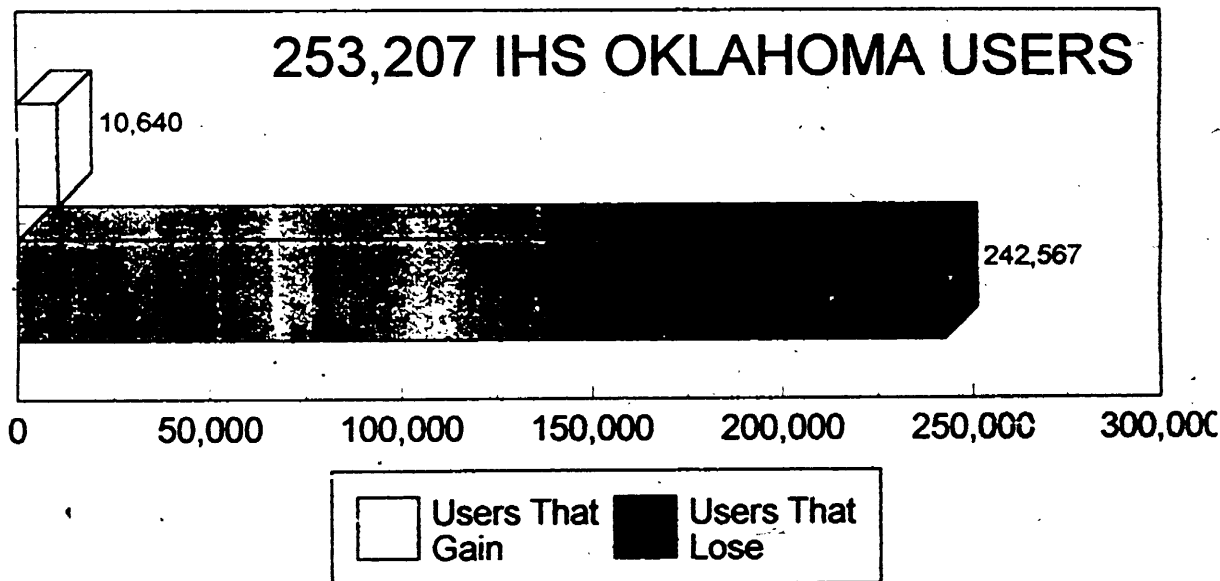 253,207 IHS OKLAHOMA USERS
10,640
242,567
0 50,000 100,000 150,000 200,000 250,000 300,000
Users That Gain
Users That Lose